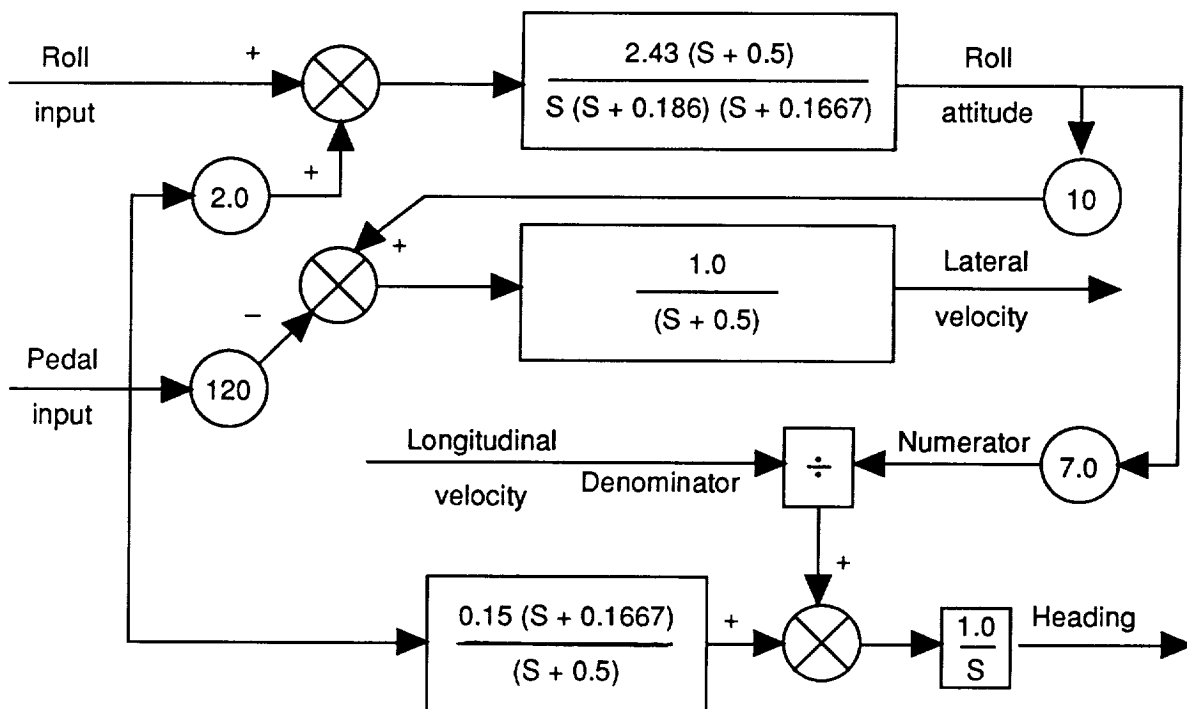 Roll
input
+
2.43 (S + 0.5)
S (S + 0.186) (S + 0.1667)
Roll
attitude
2.0
+
10
+
1.0
(S + 0.5)
Lateral
velocity
−
Pedal
input
120
Longitudinal
velocity
Denominator
÷
Numerator
7.0
+
0.15 (S + 0.1667)
(S + 0.5)
+
1.0
S
Heading